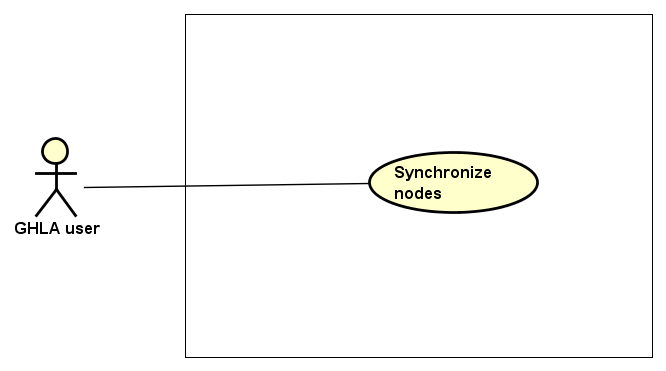 Synchronize
nodes
GHLA user